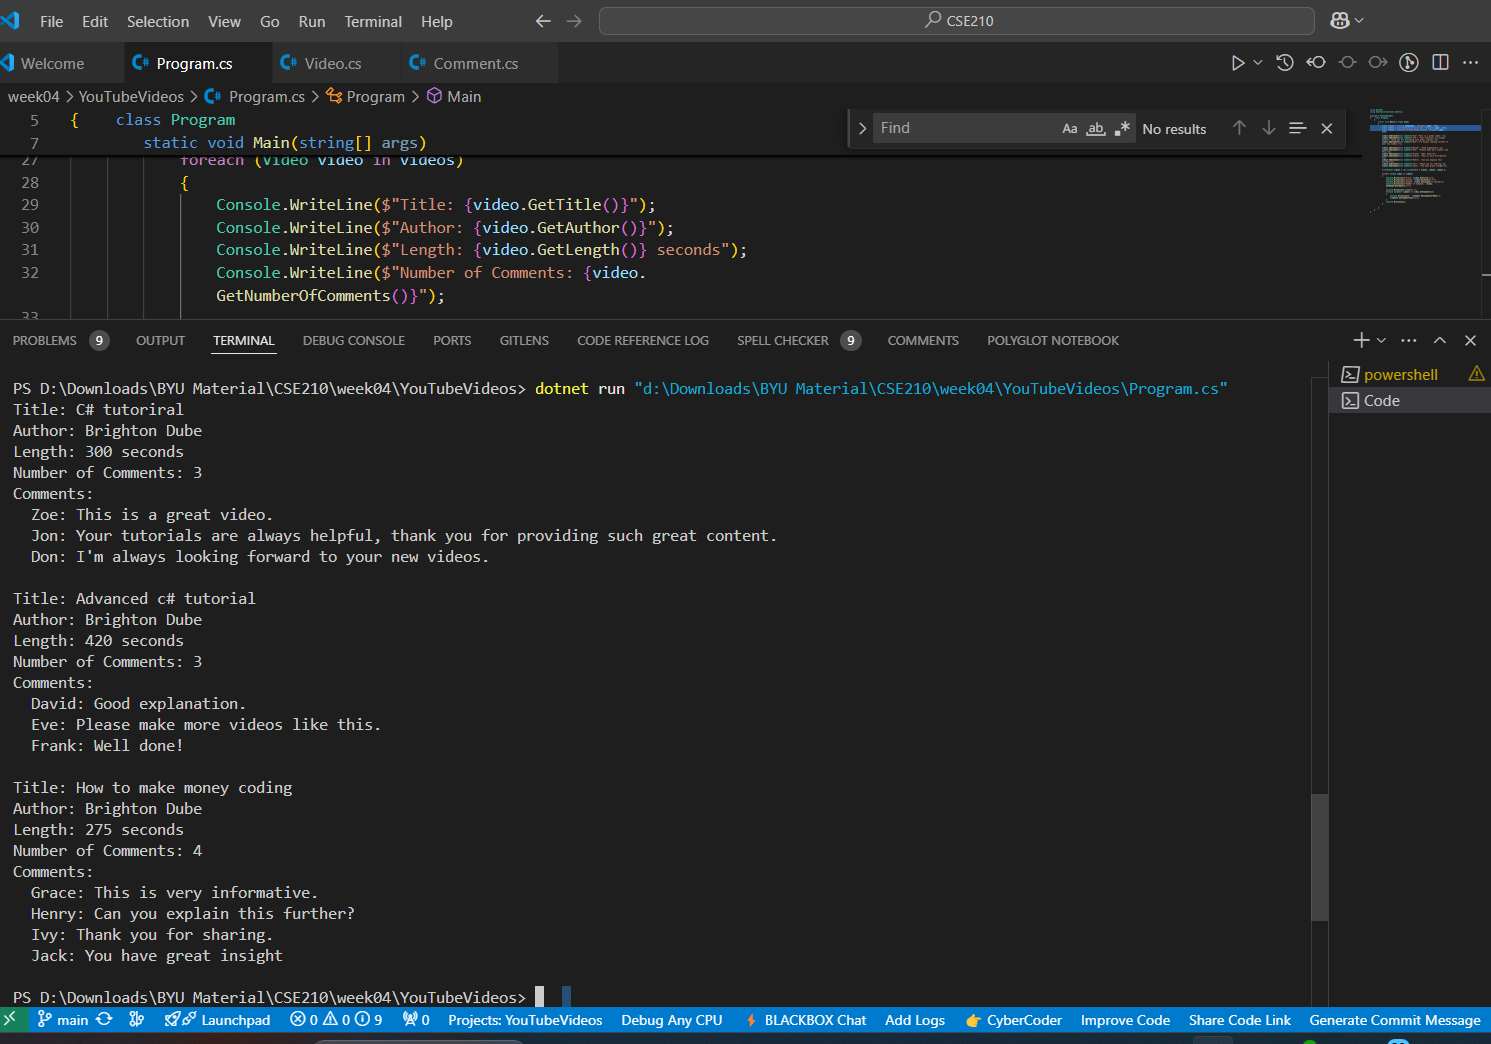 File Edit Selection View Go Run Terminal Help
CSE210
Welcome
Program.cs
Video.cs
Comment.cs
week04 > YouTubeVideos > Program.cs > Program > Main
5 { class Program
7 static void Main(string[] args)
27 foreach (Video video in videos)
28 {
29 Console.WriteLine($"Title: {video.GetTitle()}");
30 Console.WriteLine($"Author: {video.GetAuthor()}");
31 Console.WriteLine($"Length: {video.GetLength()} seconds");
32 Console.WriteLine($"Number of Comments: {video.
GetNumberOfComments()}");
33
Find
Aa ab .*
No results
PROBLEMS 9 OUTPUT TERMINAL DEBUG CONSOLE PORTS GITLENS CODE REFERENCE LOG SPELL CHECKER 9 COMMENTS POLYGLOT NOTEBOOK
powershell
Code
PS D:\Downloads\BYU Material\CSE210\week04\YouTubeVideos> dotnet run "d:\Downloads\BYU Material\CSE210\week04\YouTubeVideos\Program.cs"
Title: C# tutoriral
Author: Brighton Dube
Length: 300 seconds
Number of Comments: 3
Comments:
Zoe: This is a great video.
Jon: Your tutorials are always helpful, thank you for providing such great content.
Don: I'm always looking forward to your new videos.
Title: Advanced c# tutorial
Author: Brighton Dube
Length: 420 seconds
Number of Comments: 3
Comments:
David: Good explanation.
Eve: Please make more videos like this.
Frank: Well done!
Title: How to make money coding
Author: Brighton Dube
Length: 275 seconds
Number of Comments: 4
Comments:
Grace: This is very informative.
Henry: Can you explain this further?
Ivy: Thank you for sharing.
Jack: You have great insight
PS D:\Downloads\BYU Material\CSE210\week04\YouTubeVideos>
main Launchpad 0 0 9 0 Projects: YouTubeVideos Debug Any CPU BLACKBOX Chat Add Logs CyberCoder Improve Code Share Code Link Generate Commit Message